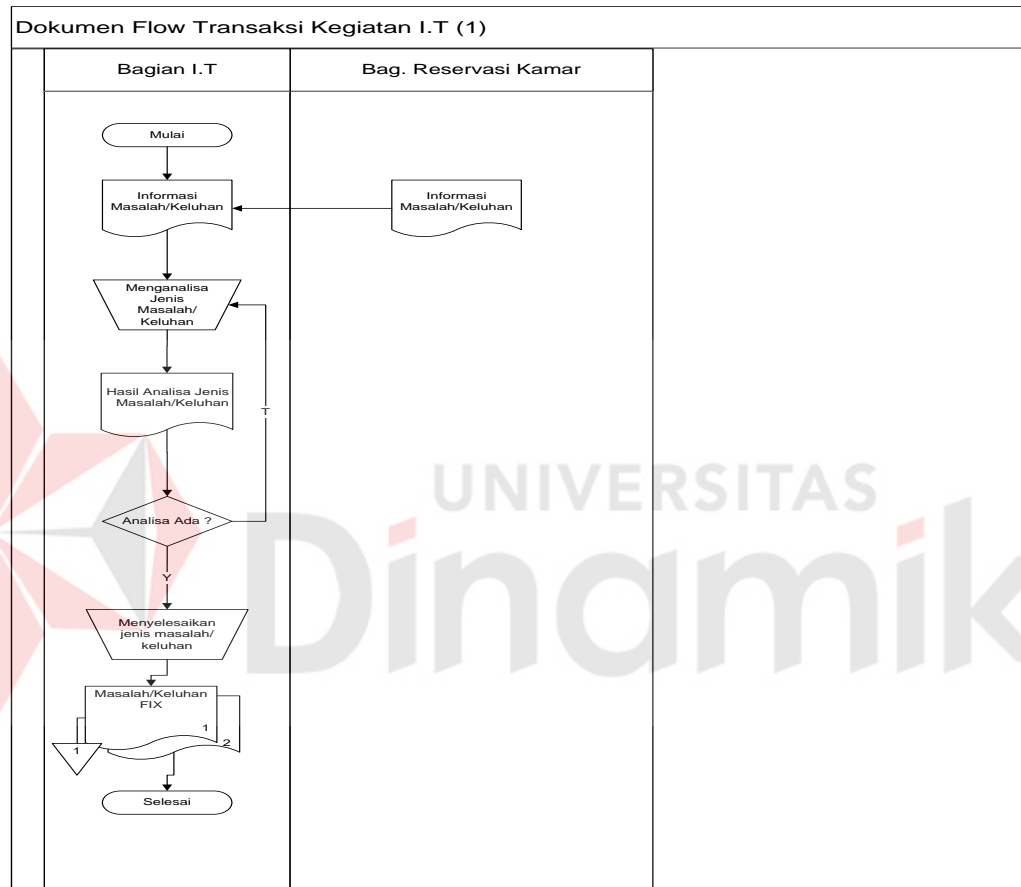 Dokumen Flow Transaksi Kegiatan I.T (1)
Bagian I.T
Bag. Reservasi Kamar
Mulai
Informasi
Masalah/Keluhan
Informasi
Masalah/Keluhan
Menganalisa
Jenis
Masalah/
Keluhan
Hasil Analisa Jenis
Masalah/Keluhan
T
Analisa Ada ?
Y
Menyelesaikan
jenis masalah/
keluhan
Masalah/Keluhan
FIX
1
2
1
Selesai
UNIVERSITAS
Dinamik